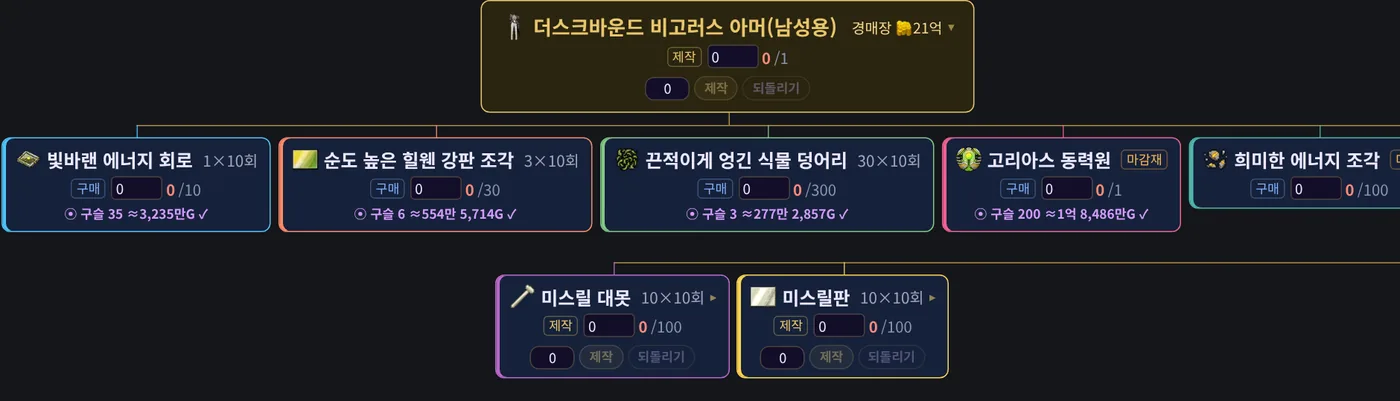 더스크바운드 비고러스 아머(남성용) 경매장 21억 ▾
제작 0 0 /1
0 제작 되돌리기
빛바랜 에너지 회로 1×10회
구매 0 0 /10
구슬 35 ≈3,235만G ✓
순도 높은 힐웬 강판 조각 3×10회
구매 0 0 /30
구슬 6 ≈554만 5,714G ✓
끈적이게 엉긴 식물 덩어리 30×10회
구매 0 0 /300
구슬 3 ≈277만 2,857G ✓
고리아스 동력원 마감재
구매 0 0 /1
구슬 200 ≈1억 8,486만G ✓
희미한 에너지 조각
구매 0 0 /100
미스릴 대못 10×10회 ▸
제작 0 0 /100
0 제작 되돌리기
미스릴판 10×10회 ▸
제작 0 0 /100
0 제작 되돌리기